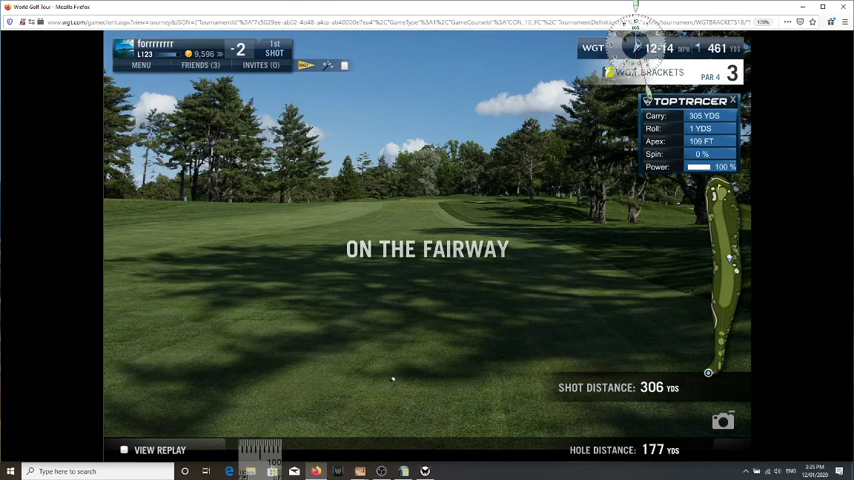 World Golf Tour - Mozilla Firefox
forrrrrrrr
L123
9,596
-2
1st
SHOT
MENU
FRIENDS (3)
INVITES (0)
WGT
12-14 MPH
461 YDS
WGT BRACKETS
PAR 4
3
TOPTRACER X
Carry: 305 YDS
Roll: 1 YDS
Apex: 109 FT
Spin: 0 %
Power: 100 %
ON THE FAIRWAY
SHOT DISTANCE: 306 YDS
VIEW REPLAY
HOLE DISTANCE: 177 YDS
100
Type here to search
ENG
3:35 PM
12/01/2020